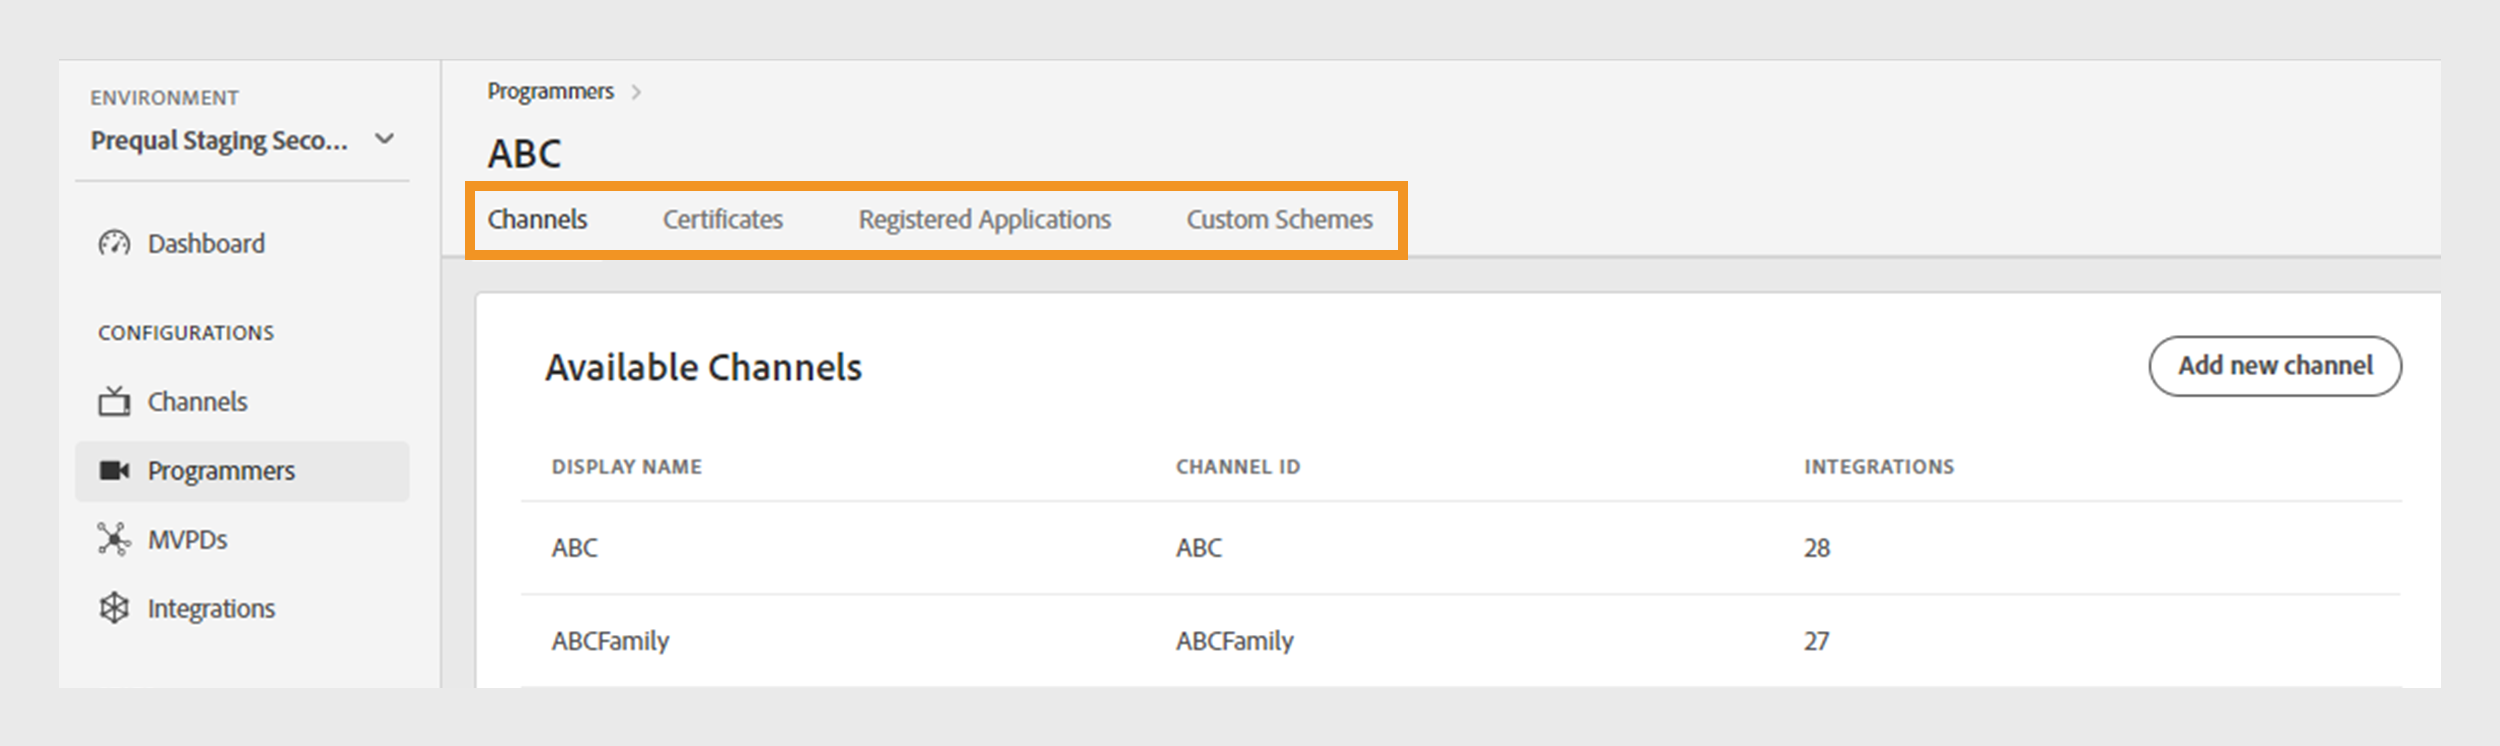 ENVIRONMENT
Prequal Staging Seco...
Dashboard
CONFIGURATIONS
Channels
Programmers
MVPDs
Integrations
Programmers
ABC
Channels Certificates Registered Applications Custom Schemes
Available Channels Add new channel
DISPLAY NAME CHANNEL ID INTEGRATIONS
ABC ABC 28
ABCFamily ABCFamily 27